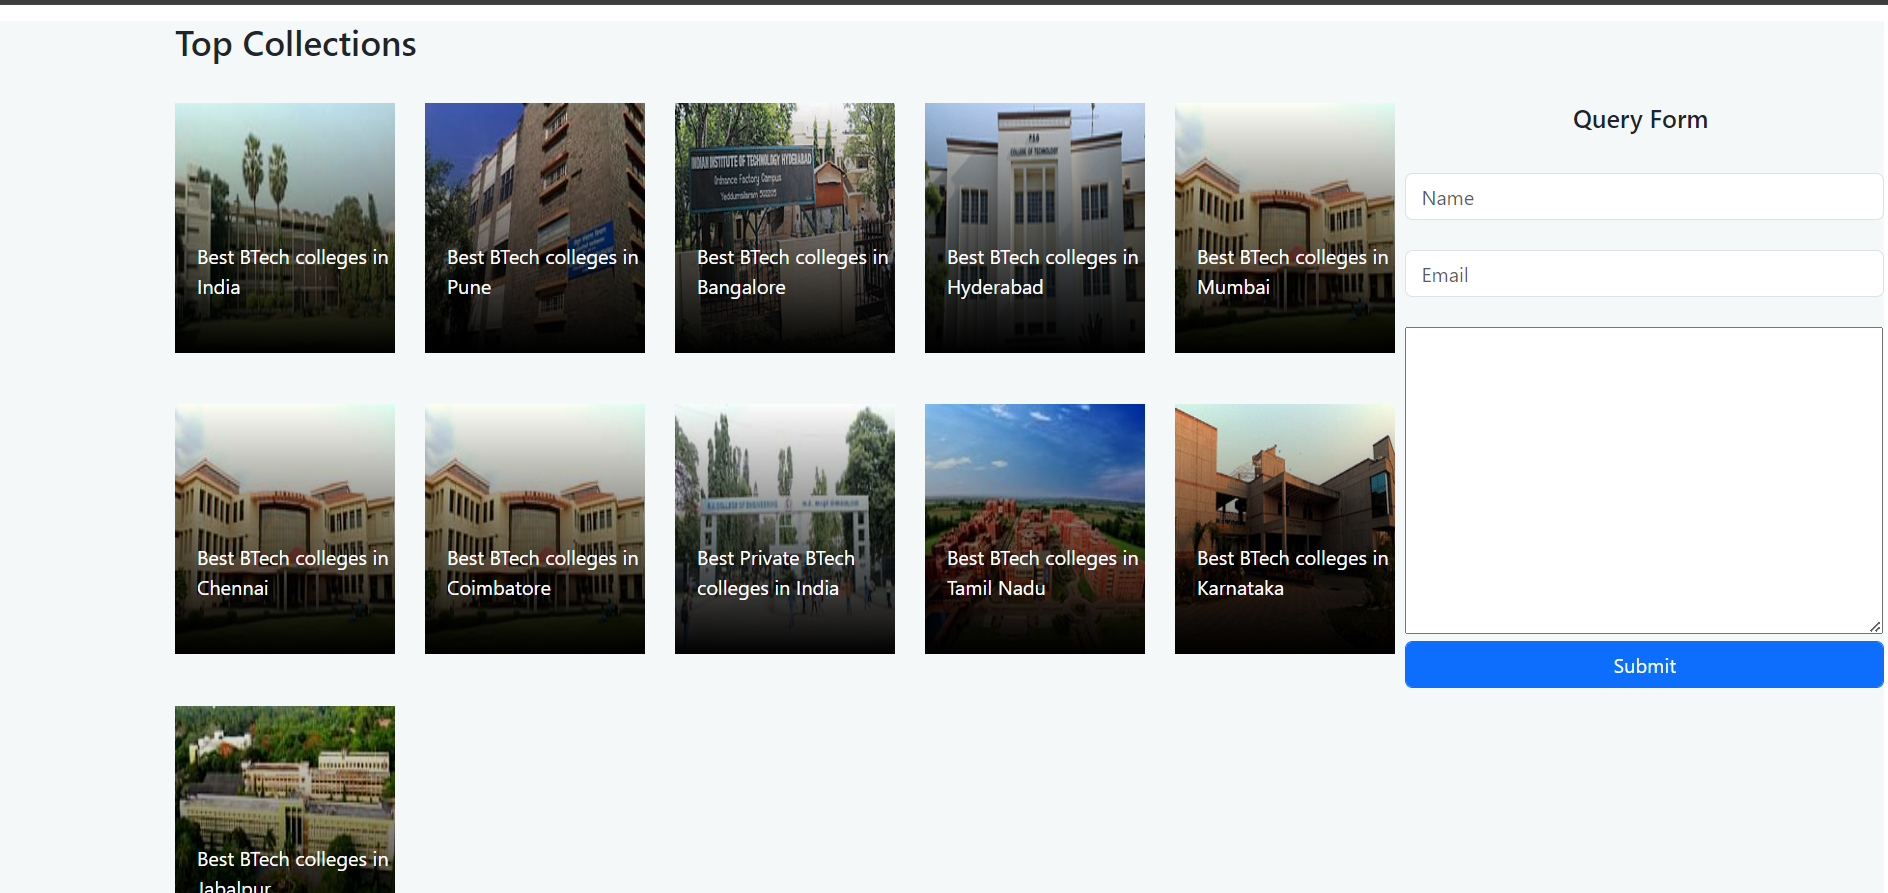 Top Collections
Query Form
INDIAN INSTITUTE OF TECHNOLOGY HYDERABAD
Ordnance Factory Campus
Best BTech colleges in
India
Best BTech colleges in
Pune
Best BTech colleges in
Bangalore
P S G
COLLEGE OF TECHNOLOGY
Best BTech colleges in
Hyderabad
Best BTech colleges in
Mumbai
Name
Email
Best BTech colleges in
Chennai
Best BTech colleges in
Coimbatore
Best Private BTech
colleges in India
Best BTech colleges in
Tamil Nadu
Best BTech colleges in
Karnataka
Submit
Best BTech colleges in
Jabalpur